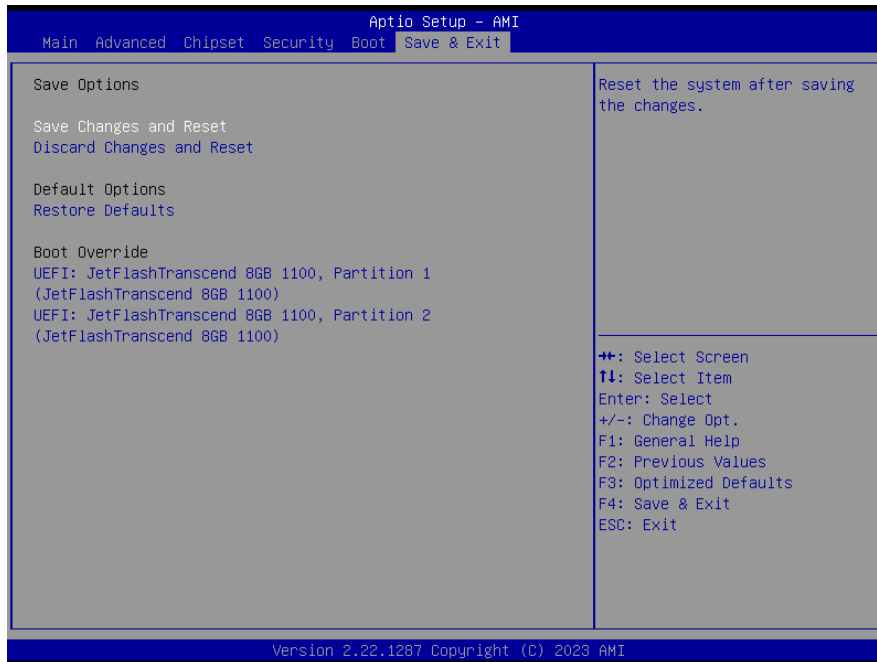 Aptio Setup – AMI
Main Advanced Chipset Security Boot Save & Exit
Save Options
Save Changes and Reset
Discard Changes and Reset
Default Options
Restore Defaults
Boot Override
UEFI: JetFlashTranscend 8GB 1100, Partition 1
(JetFlashTranscend 8GB 1100)
UEFI: JetFlashTranscend 8GB 1100, Partition 2
(JetFlashTranscend 8GB 1100)
Reset the system after saving
the changes.
→←: Select Screen
↑↓: Select Item
Enter: Select
+/-: Change Opt.
F1: General Help
F2: Previous Values
F3: Optimized Defaults
F4: Save & Exit
ESC: Exit
Version 2.22.1287 Copyright (C) 2023 AMI